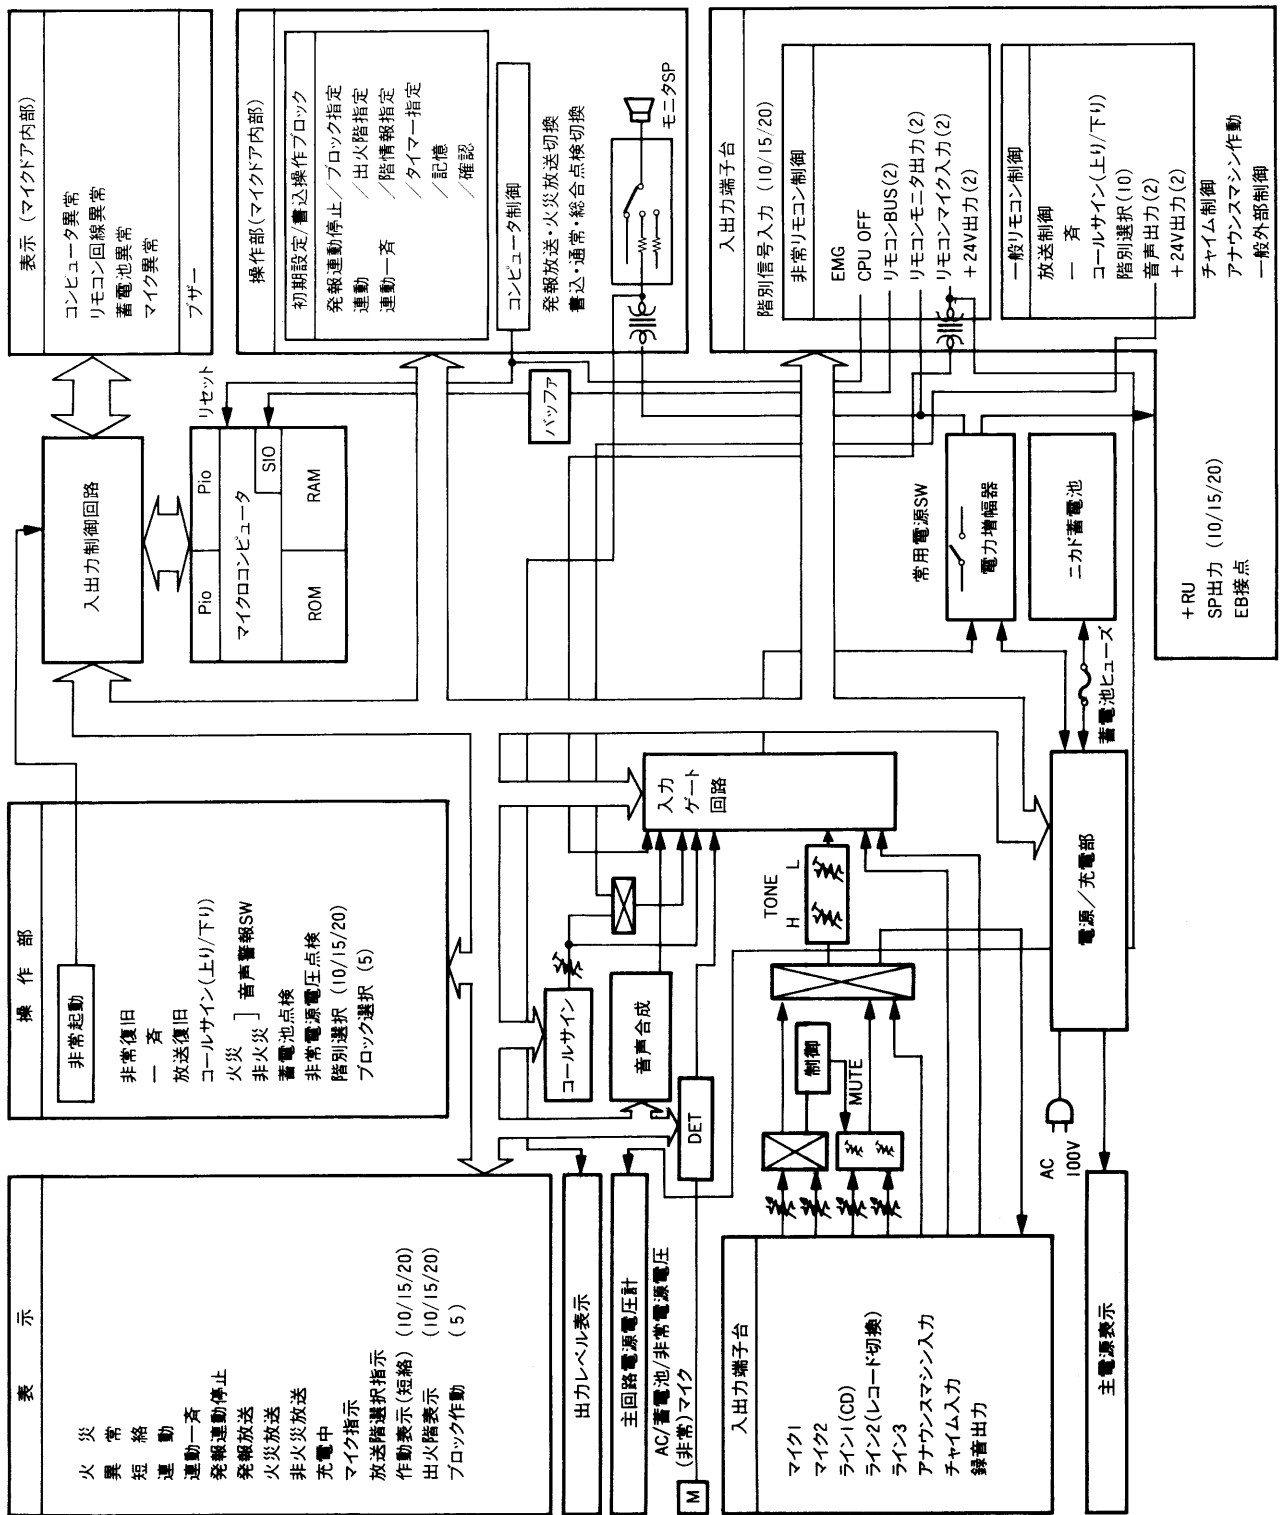 表　示
火　災
異　常
短　絡
連　動
連動一斉
発報連動停止
発報放送
火災放送
非火災放送
充電中
マイク指示
放送階選択指示
作動表示(短絡) (10/15/20)
出火階表示 (10/15/20)
ブロック作動 (5)
出力レベル表示
主回路電源電圧計
AC/蓄電池/非常電源電圧
(非常)マイク
M
入出力端子台
マイク1
マイク2
ライン1(CD)
ライン2(レコード切換)
ライン3
アナウンスマシン入力
チャイム入力
録音出力
主電源表示
操　作　部
非常起動
非常復旧
一　斉
放送復旧
コールサイン(上り/下り)
火災
非火災 ] 音声警報SW
蓄電池点検
非常電源電圧点検
階別選択 (10/15/20)
ブロック選択 (5)
コールサイン
音声合成
DET
制御
MUTE
TONE
H　L
入力
ゲート
回路
AC
100V
電源／充電部
蓄電池ヒューズ
入出力制御回路
リセット
Pio　Pio
マイクロコンピュータ
SIO
ROM　RAM
バッファ
常用電源SW
電力増幅器
ニカド蓄電池
表示 (マイクドア内部)
コンピュータ異常
リモコン回線異常
蓄電池異常
マイク異常
ブザー
操作部(マイクドア内部)
初期設定/書込操作ブロック
発報連動停止/ブロック指定
連動　/出火階指定
連動一斉　/階情報指定
/タイマー指定
/記憶
/確認
コンピュータ制御
発報放送・火災放送切換
書込・通常・総合点検切換
モニタSP
入出力端子台
階別信号入力 (10/15/20)
非常リモコン制御
EMG
CPU OFF
リモコンBUS(2)
リモコンモニタ出力(2)
リモコンマイク入力(2)
+24V出力(2)
一般リモコン制御
放送制御
一　斉
コールサイン(上り/下り)
階別選択(10)
音声出力(2)
+24V出力(2)
チャイム制御
アナウンスマシン作動
一般外部制御
+RU
SP出力 (10/15/20)
EB接点